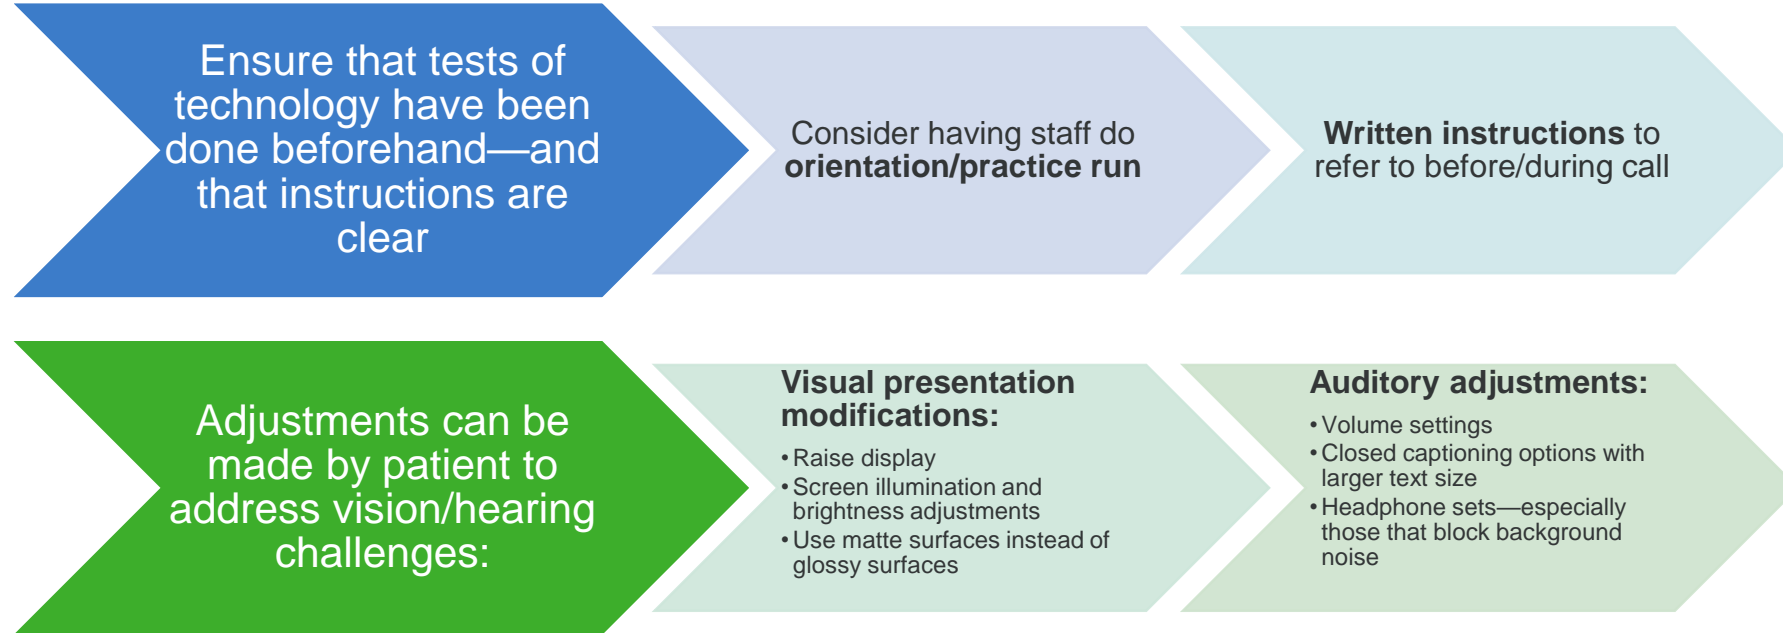 Ensure that tests of
technology have been
done beforehand—and
that instructions are
clear
Consider having staff do
orientation/practice run
Written instructions to
refer to before/during call
Adjustments can be
made by patient to
address vision/hearing
challenges:
Visual presentation
modifications:
• Raise display
• Screen illumination and
brightness adjustments
• Use matte surfaces instead of
glossy surfaces
Auditory adjustments:
• Volume settings
• Closed captioning options with
larger text size
• Headphone sets—especially
those that block background
noise